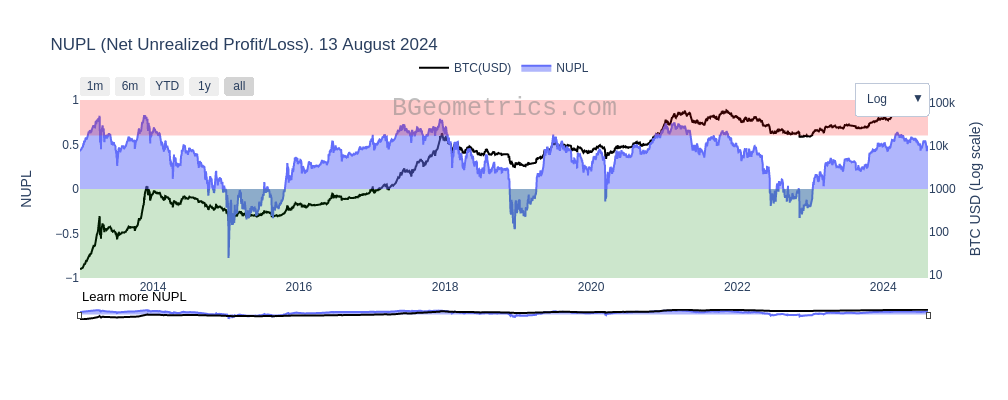 NUPL (Net Unrealized Profit/Loss). 13 August 2024
BTC(USD) NUPL
1m 6m YTD 1y all
Log ▼
BGeometrics.com
1
0.5
0
−0.5
−1
NUPL
100k
10k
1000
100
10
BTC USD (Log scale)
2014 2016 2018 2020 2022 2024
Learn more NUPL